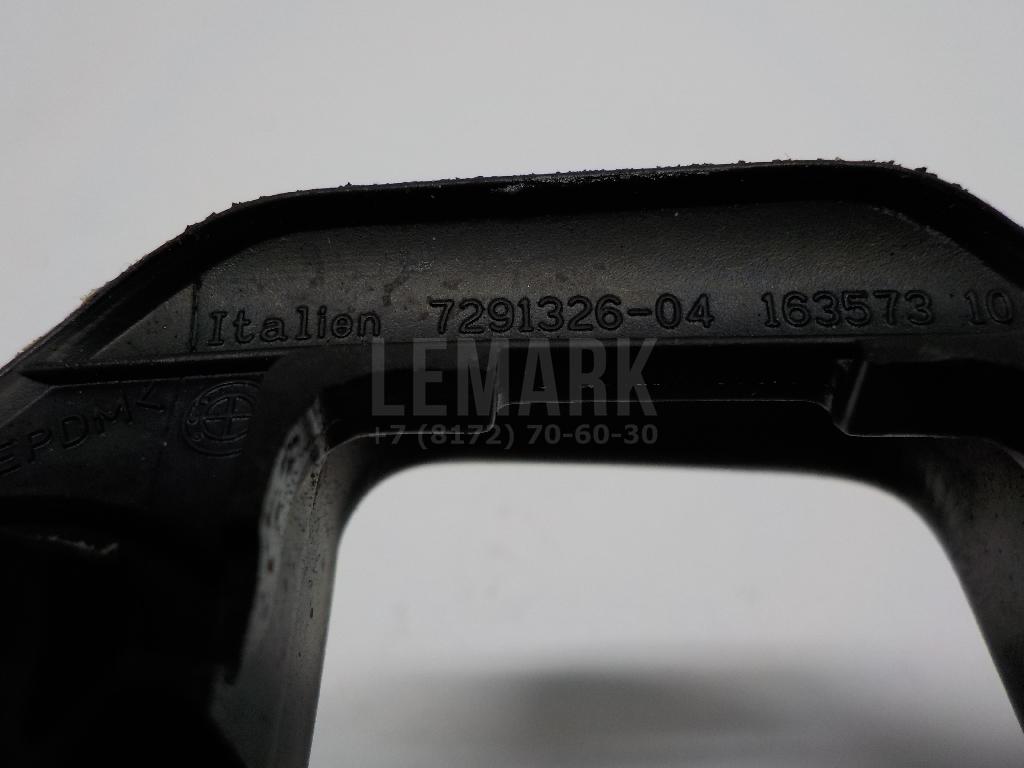 Italien 7291326-04 163573 10
LEMARK
EPDM
+7 (8172) 70-60-30